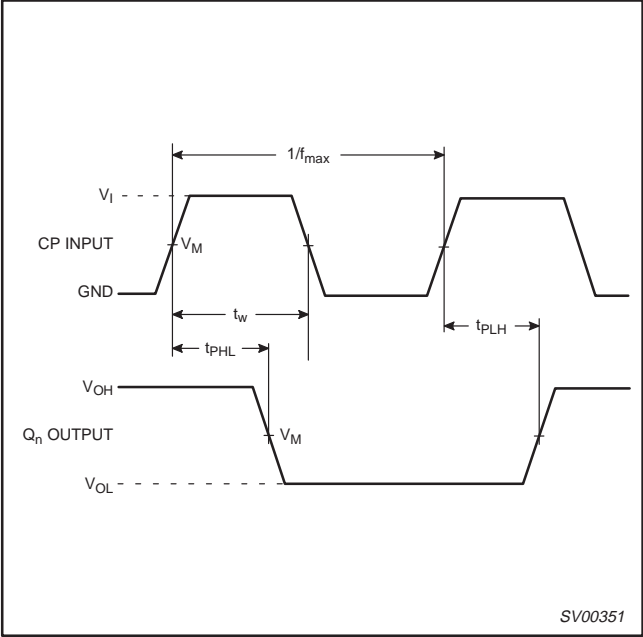 1/fmax
VI
CP INPUT
VM
GND
tw
tPLH
tPHL
VOH
Qn OUTPUT
VM
VOL
SV00351